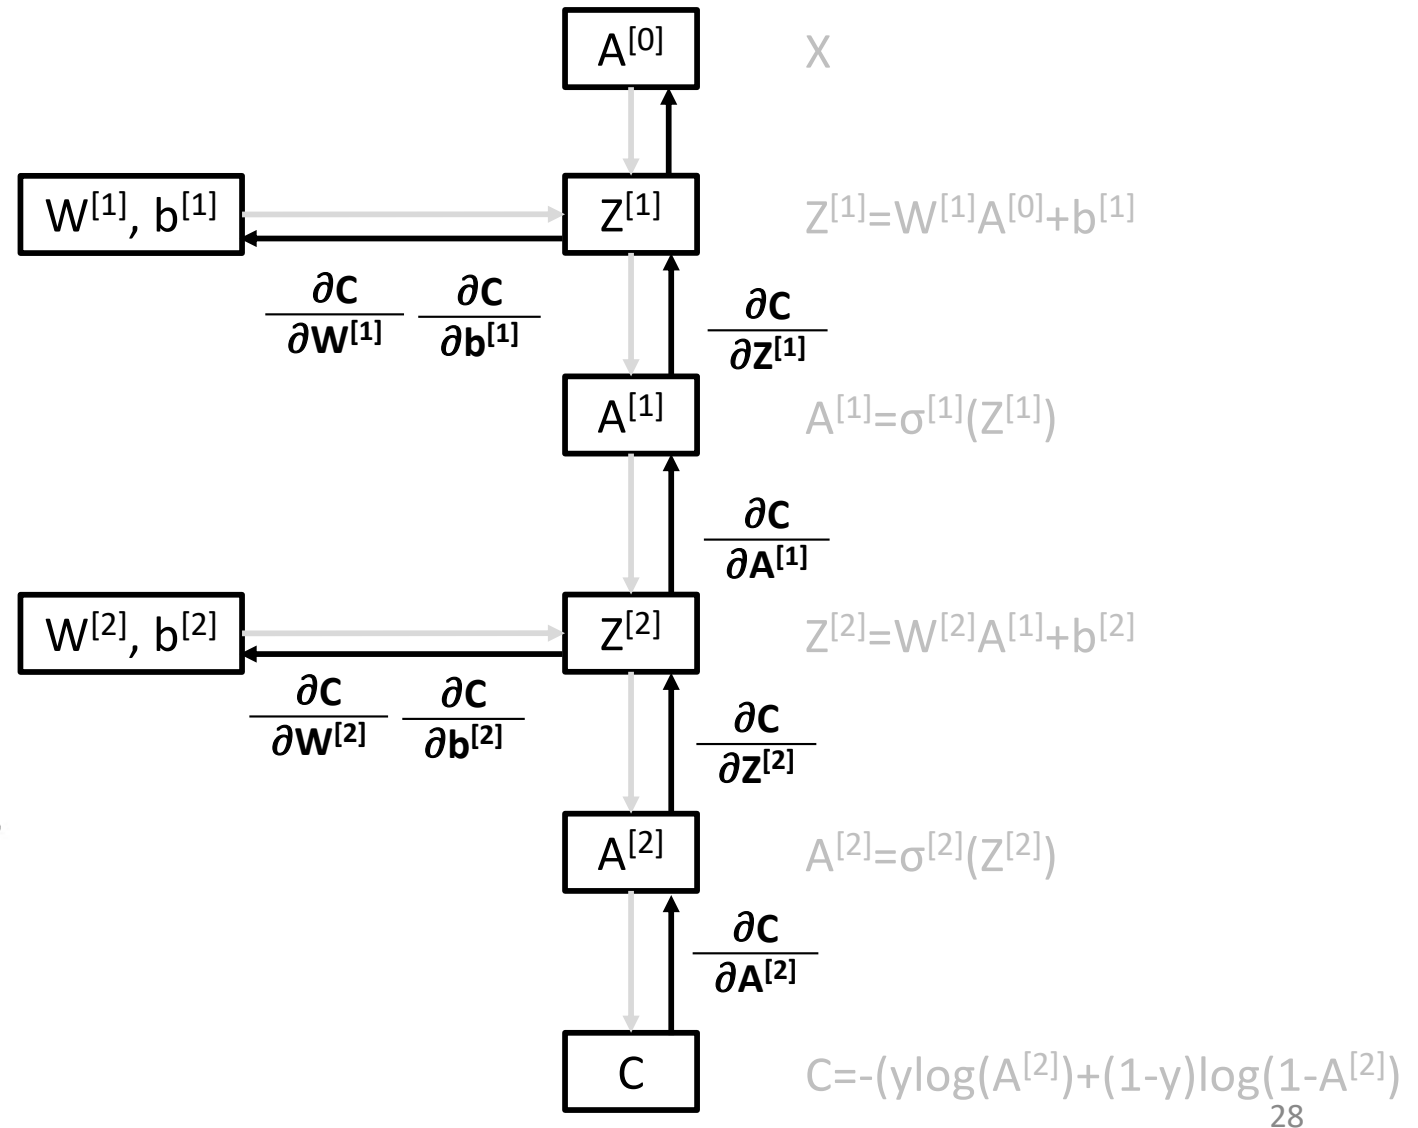 A[0] X
W[1], b[1] Z[1] Z[1]=W[1]A[0]+b[1]
∂C ∂C ∂C
∂W[1] ∂b[1] ∂Z[1]
A[1] A[1]=σ[1](Z[1])
∂C
∂A[1]
W[2], b[2] Z[2] Z[2]=W[2]A[1]+b[2]
∂C ∂C ∂C
∂W[2] ∂b[2] ∂Z[2]
A[2] A[2]=σ[2](Z[2])
∂C
∂A[2]
C C=-(ylog(A[2])+(1-y)log(1-A[2])
28